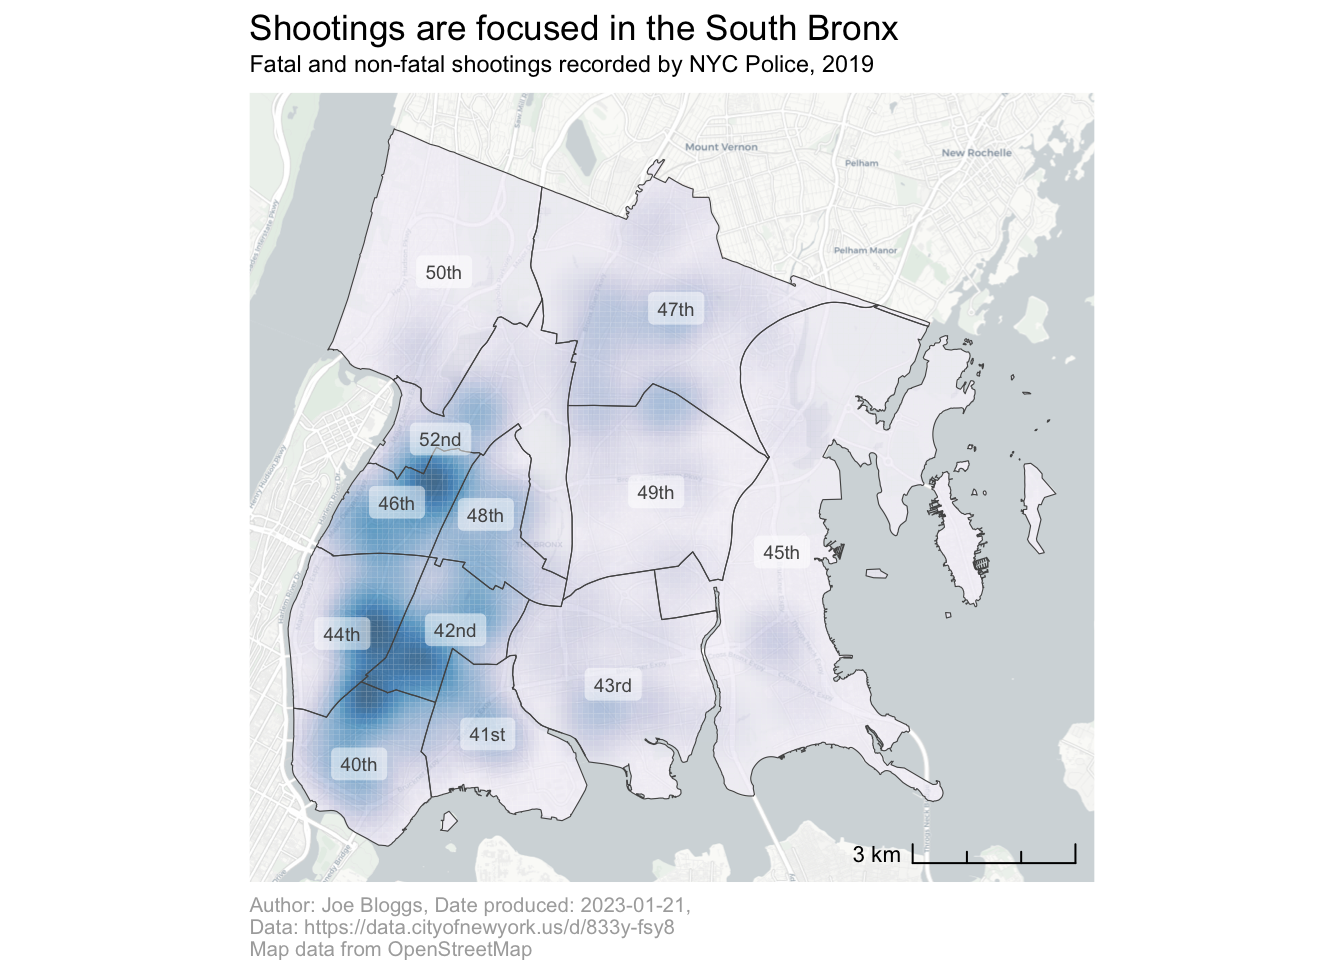 Shootings are focused in the South Bronx
Fatal and non-fatal shootings recorded by NYC Police, 2019
Mount Vernon
New Rochelle
Pelham
Pelham Manor
50th
47th
52nd
46th
48th
49th
45th
44th
42nd
43rd
41st
40th
3 km
Author: Joe Bloggs, Date produced: 2023-01-21,
Data: https://data.cityofnewyork.us/d/833y-fsy8
Map data from OpenStreetMap